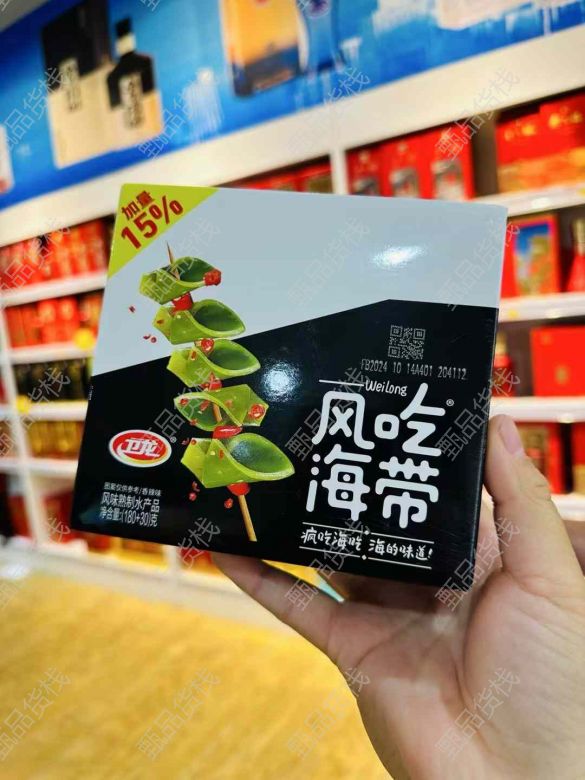 加量
15%
FB2024 10 14A401 204112
Weilong
风吃
海带
®
疯吃海吃 海的味道!
卫龙®
图案仅供参考/香辣味
风味熟制水产品
净含量:(180+30)克
甄品货栈